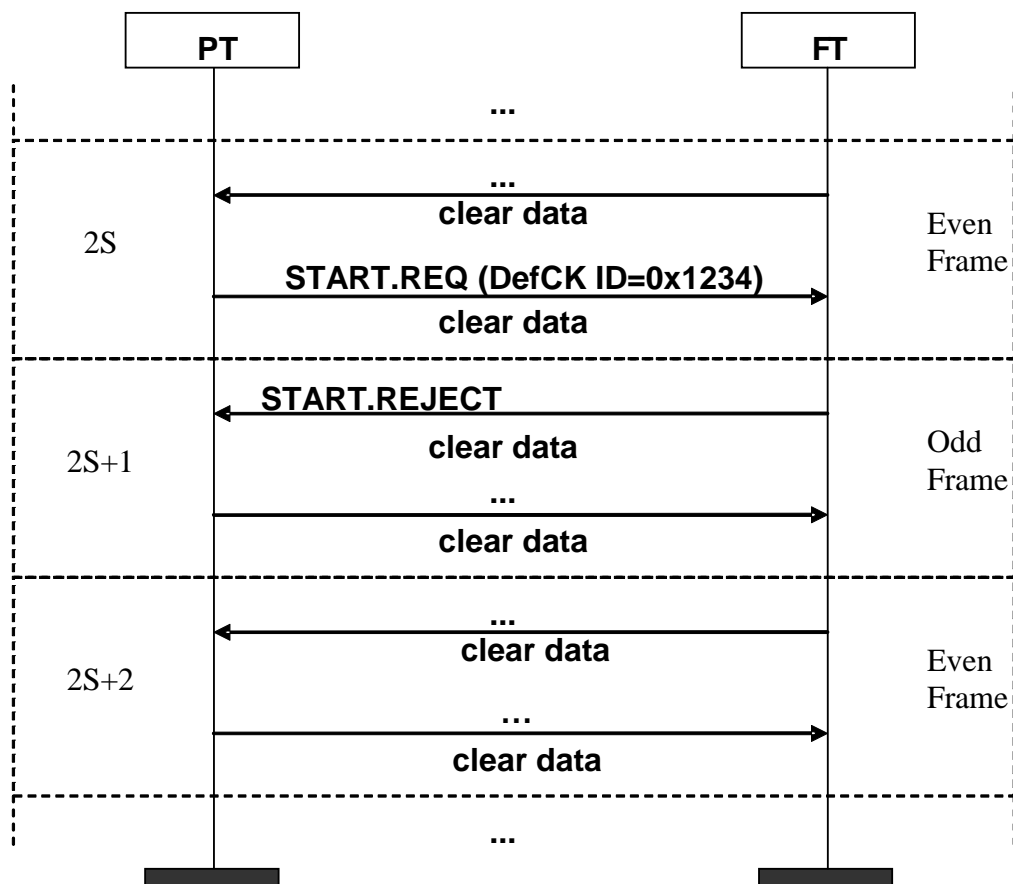 PT
FT
...
2S
...
clear data
Even
Frame
START.REQ (DefCK ID=0x1234)
clear data
2S+1
START.REJECT
clear data
Odd
Frame
...
clear data
2S+2
...
clear data
Even
Frame
…
clear data
...